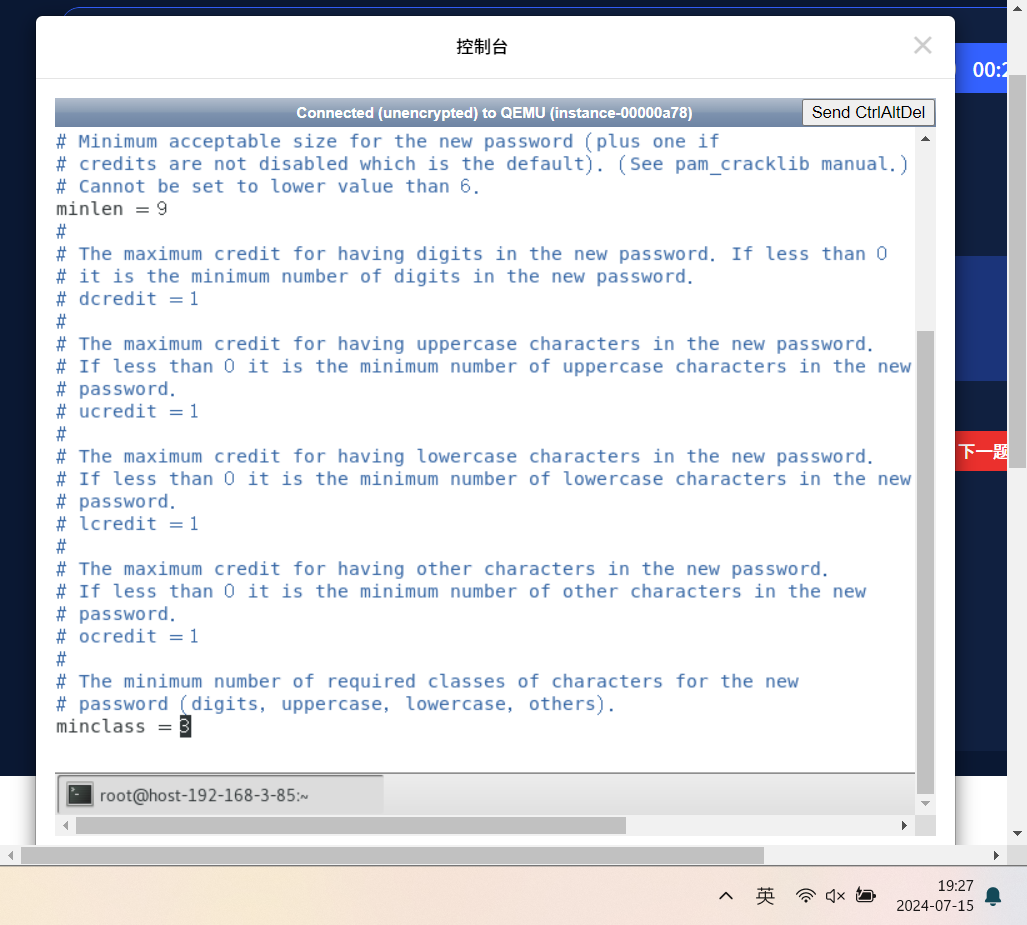 控制台
00:2
Connected (unencrypted) to QEMU (instance-00000a78)
Send CtrlAltDel
# Minimum acceptable size for the new password (plus one if
# credits are not disabled which is the default). (See pam_cracklib manual.)
# Cannot be set to lower value than 6.
minlen = 9
#
# The maximum credit for having digits in the new password. If less than 0
# it is the minimum number of digits in the new password.
# dcredit = 1
#
# The maximum credit for having uppercase characters in the new password.
# If less than 0 it is the minimum number of uppercase characters in the new
# password.
# ucredit = 1
#
# The maximum credit for having lowercase characters in the new password.
# If less than 0 it is the minimum number of lowercase characters in the new
# password.
# lcredit = 1
#
# The maximum credit for having other characters in the new password.
# If less than 0 it is the minimum number of other characters in the new
# password.
# ocredit = 1
#
# The minimum number of required classes of characters for the new
# password (digits, uppercase, lowercase, others).
minclass = 3
下一题
root@host-192-168-3-85:~
英
19:27
2024-07-15